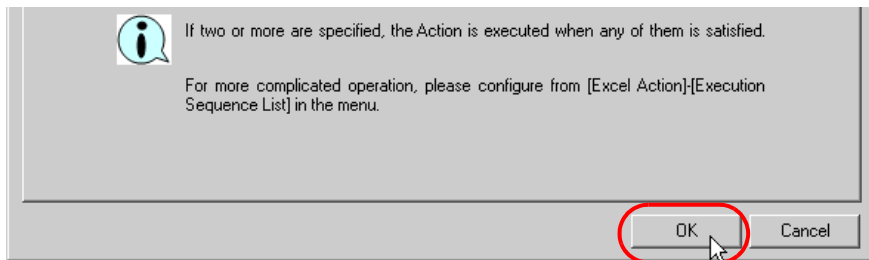 If two or more are specified, the Action is executed when any of them is satisfied.
For more complicated operation, please configure from [Excel Action]-[Execution
Sequence List] in the menu.
OK
Cancel